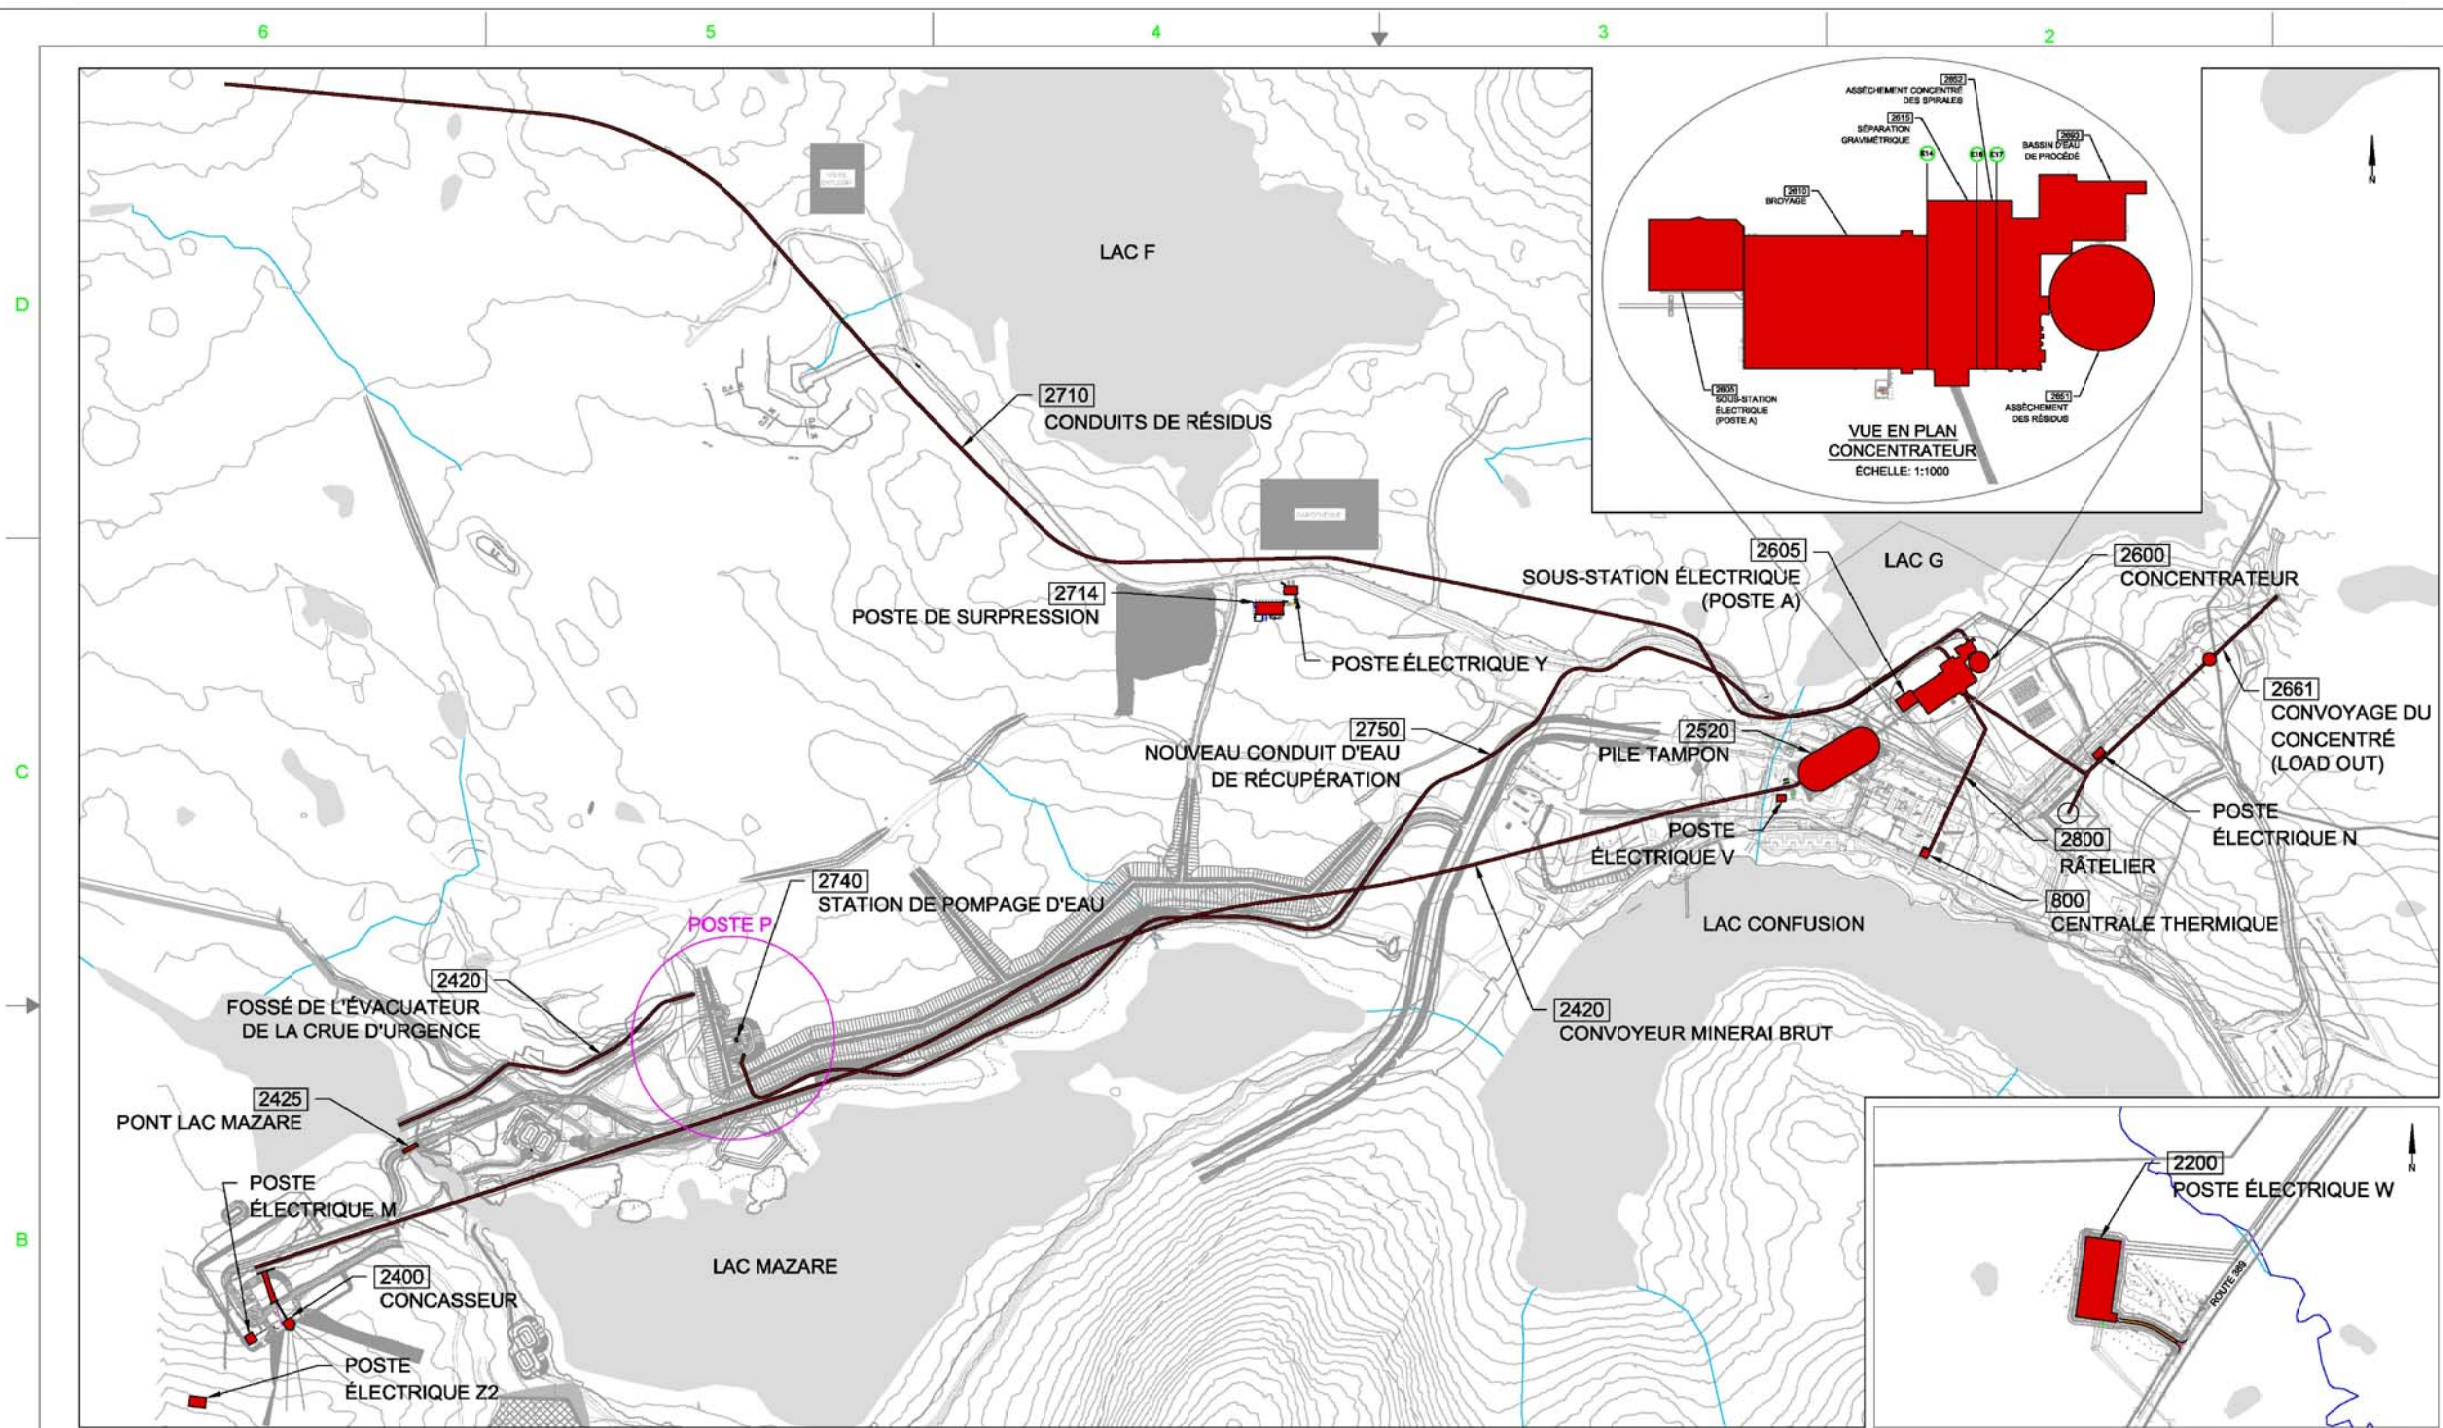 6
5
4
3
2
D
C
B
2652
ASSÈCHEMENT CONCENTRÉ
DES SPIRALES
2615
SÉPARATION
GRAVIMÉTRIQUE
2693
BASSIN D'EAU
DE PROCÉDÉ
E14
E16
E17
2610
BROYAGE
N
2605
SOUS-STATION
ÉLECTRIQUE
(POSTE A)
2651
ASSÈCHEMENT
DES RÉSIDUS
VUE EN PLAN
CONCENTRATEUR
ÉCHELLE: 1:1000
LAC F
2710
CONDUITS DE RÉSIDUS
2605
SOUS-STATION ÉLECTRIQUE
(POSTE A)
LAC G
2600
CONCENTRATEUR
2714
POSTE DE SURPRESSION
POSTE ÉLECTRIQUE Y
2661
CONVOYAGE DU
CONCENTRÉ
(LOAD OUT)
2750
NOUVEAU CONDUIT D'EAU
DE RÉCUPÉRATION
2520
PILE TAMPON
POSTE
ÉLECTRIQUE V
POSTE
ÉLECTRIQUE N
2800
RÂTELIER
800
CENTRALE THERMIQUE
2740
STATION DE POMPAGE D'EAU
POSTE P
LAC CONFUSION
2420
FOSSÉ DE L'ÉVACUATEUR
DE LA CRUE D'URGENCE
2420
CONVOYEUR MINERAI BRUT
2425
PONT LAC MAZARE
POSTE
ÉLECTRIQUE M
LAC MAZARE
2400
CONCASSEUR
POSTE
ÉLECTRIQUE Z2
2200
POSTE ÉLECTRIQUE W
N
ROUTE 389